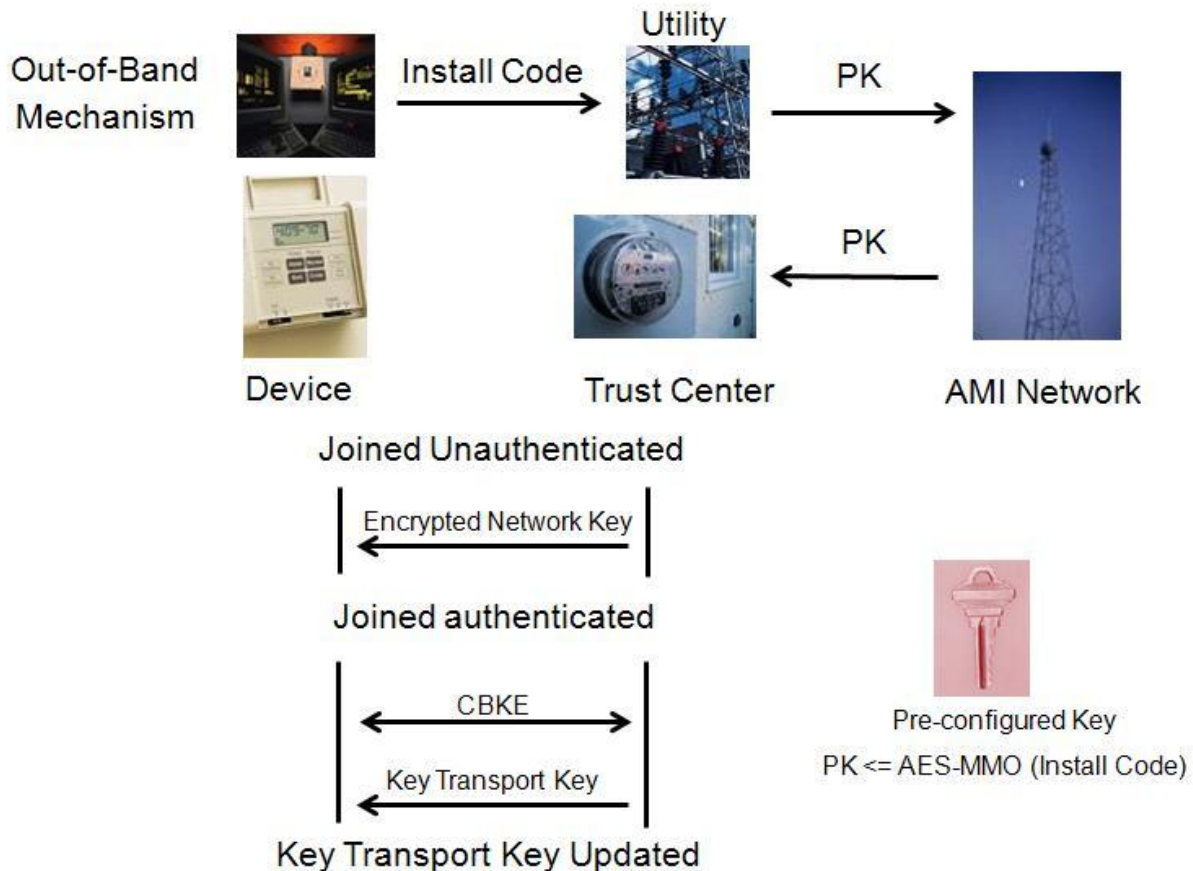 Utility
Out-of-Band
Mechanism
Install Code
PK
PK
Device
Trust Center
AMI Network
Joined Unauthenticated
Encrypted Network Key
Joined authenticated
CBKE
Key Transport Key
Key Transport Key Updated
Pre-configured Key
PK <= AES-MMO (Install Code)